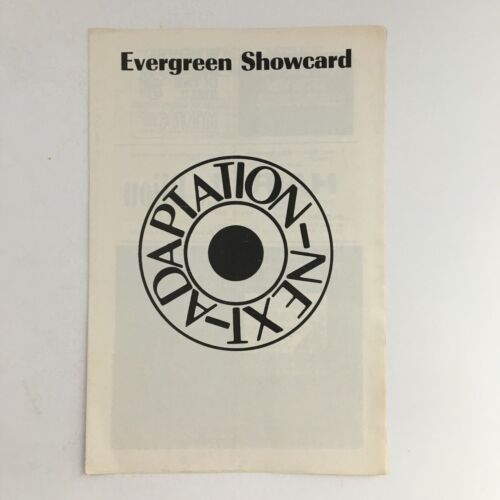 Evergreen Showcard
ADAPTATION-NEXT-